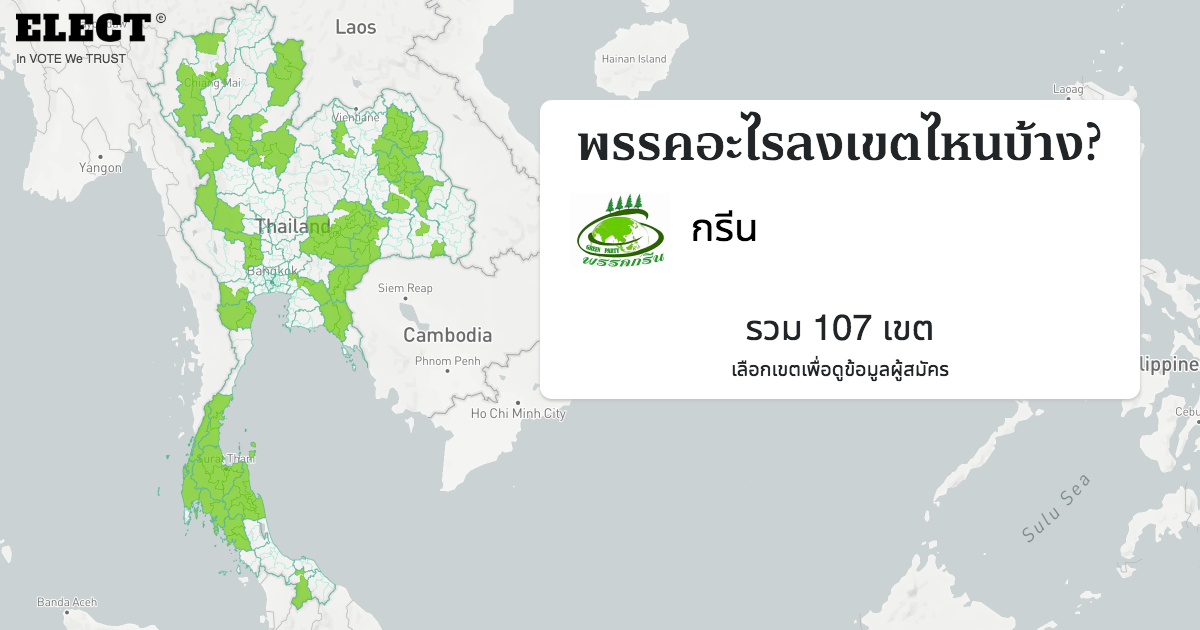 ELECT ®
In VOTE We TRUST
Laos
Hainan Island
Laoag
Chiang Mai
Vientiane
พรรคอะไรลงเขตไหนบ้าง?
Yangon
Thailand
GREEN PARTY
พรรคกรีน
กรีน
Bangkok
Siem Reap
Cambodia
รวม 107 เขต
Phnom Penh
เลือกเขตเพื่อดูข้อมูลผู้สมัคร
lippine
Ho Chi Minh City
Cebu
Surat Thani
Sulu Sea
Banda Aceh